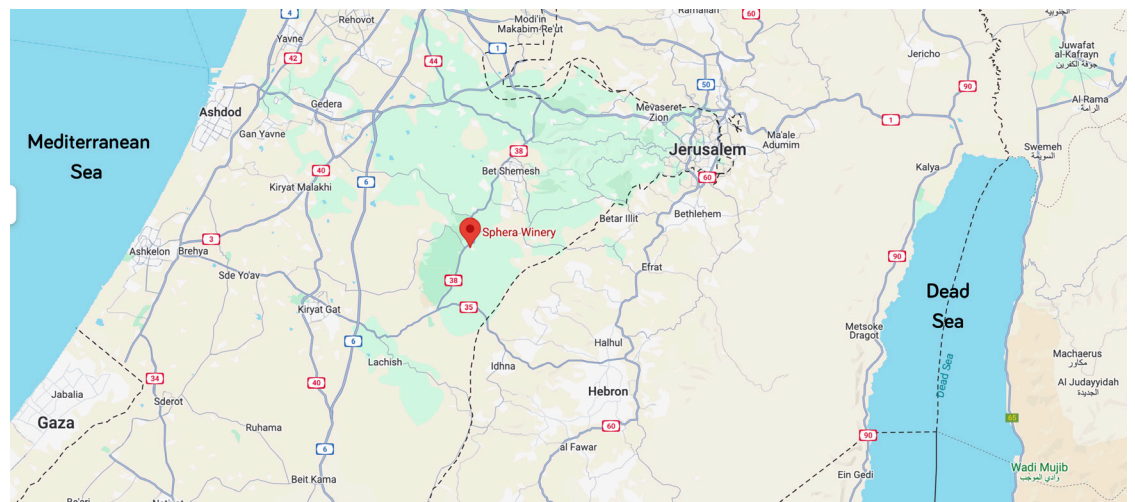 4
Rehovot
Modi'in
Makabim-Re'ut
Ramallah
60
الجنوبية
Yavne
42
44
1
Jericho
Juwafat
al-Kafrayn
جوفة الكفرين
90
50
Ashdod
Gedera
Mevaseret
Zion
Al Rama
الرامة
Gan Yavne
38
1
Ma'ale
Adumim
Mediterranean
Sea
Jerusalem
Swemeh
السويمة
40
6
Bet Shemesh
60
Kalya
Kiryat Malakhi
Betar Illit
Bethlehem
Sphera Winery
3
Ashkelon
Brehya
90
Efrat
Sde Yo'av
38
Dead
Sea
Kiryat Gat
35
Metsoke
Dragot
6
Halhul
Machaerus
مكاور
Lachish
Idhna
Dead Sea
34
40
Hebron
Al Judayyidah
الجديدة
Jabalia
Sderot
Gaza
Ruhama
60
65
90
6
al Fawar
Wadi Mujib
وادي الموجب
Beit Kama
Ein Gedi
Be'eri